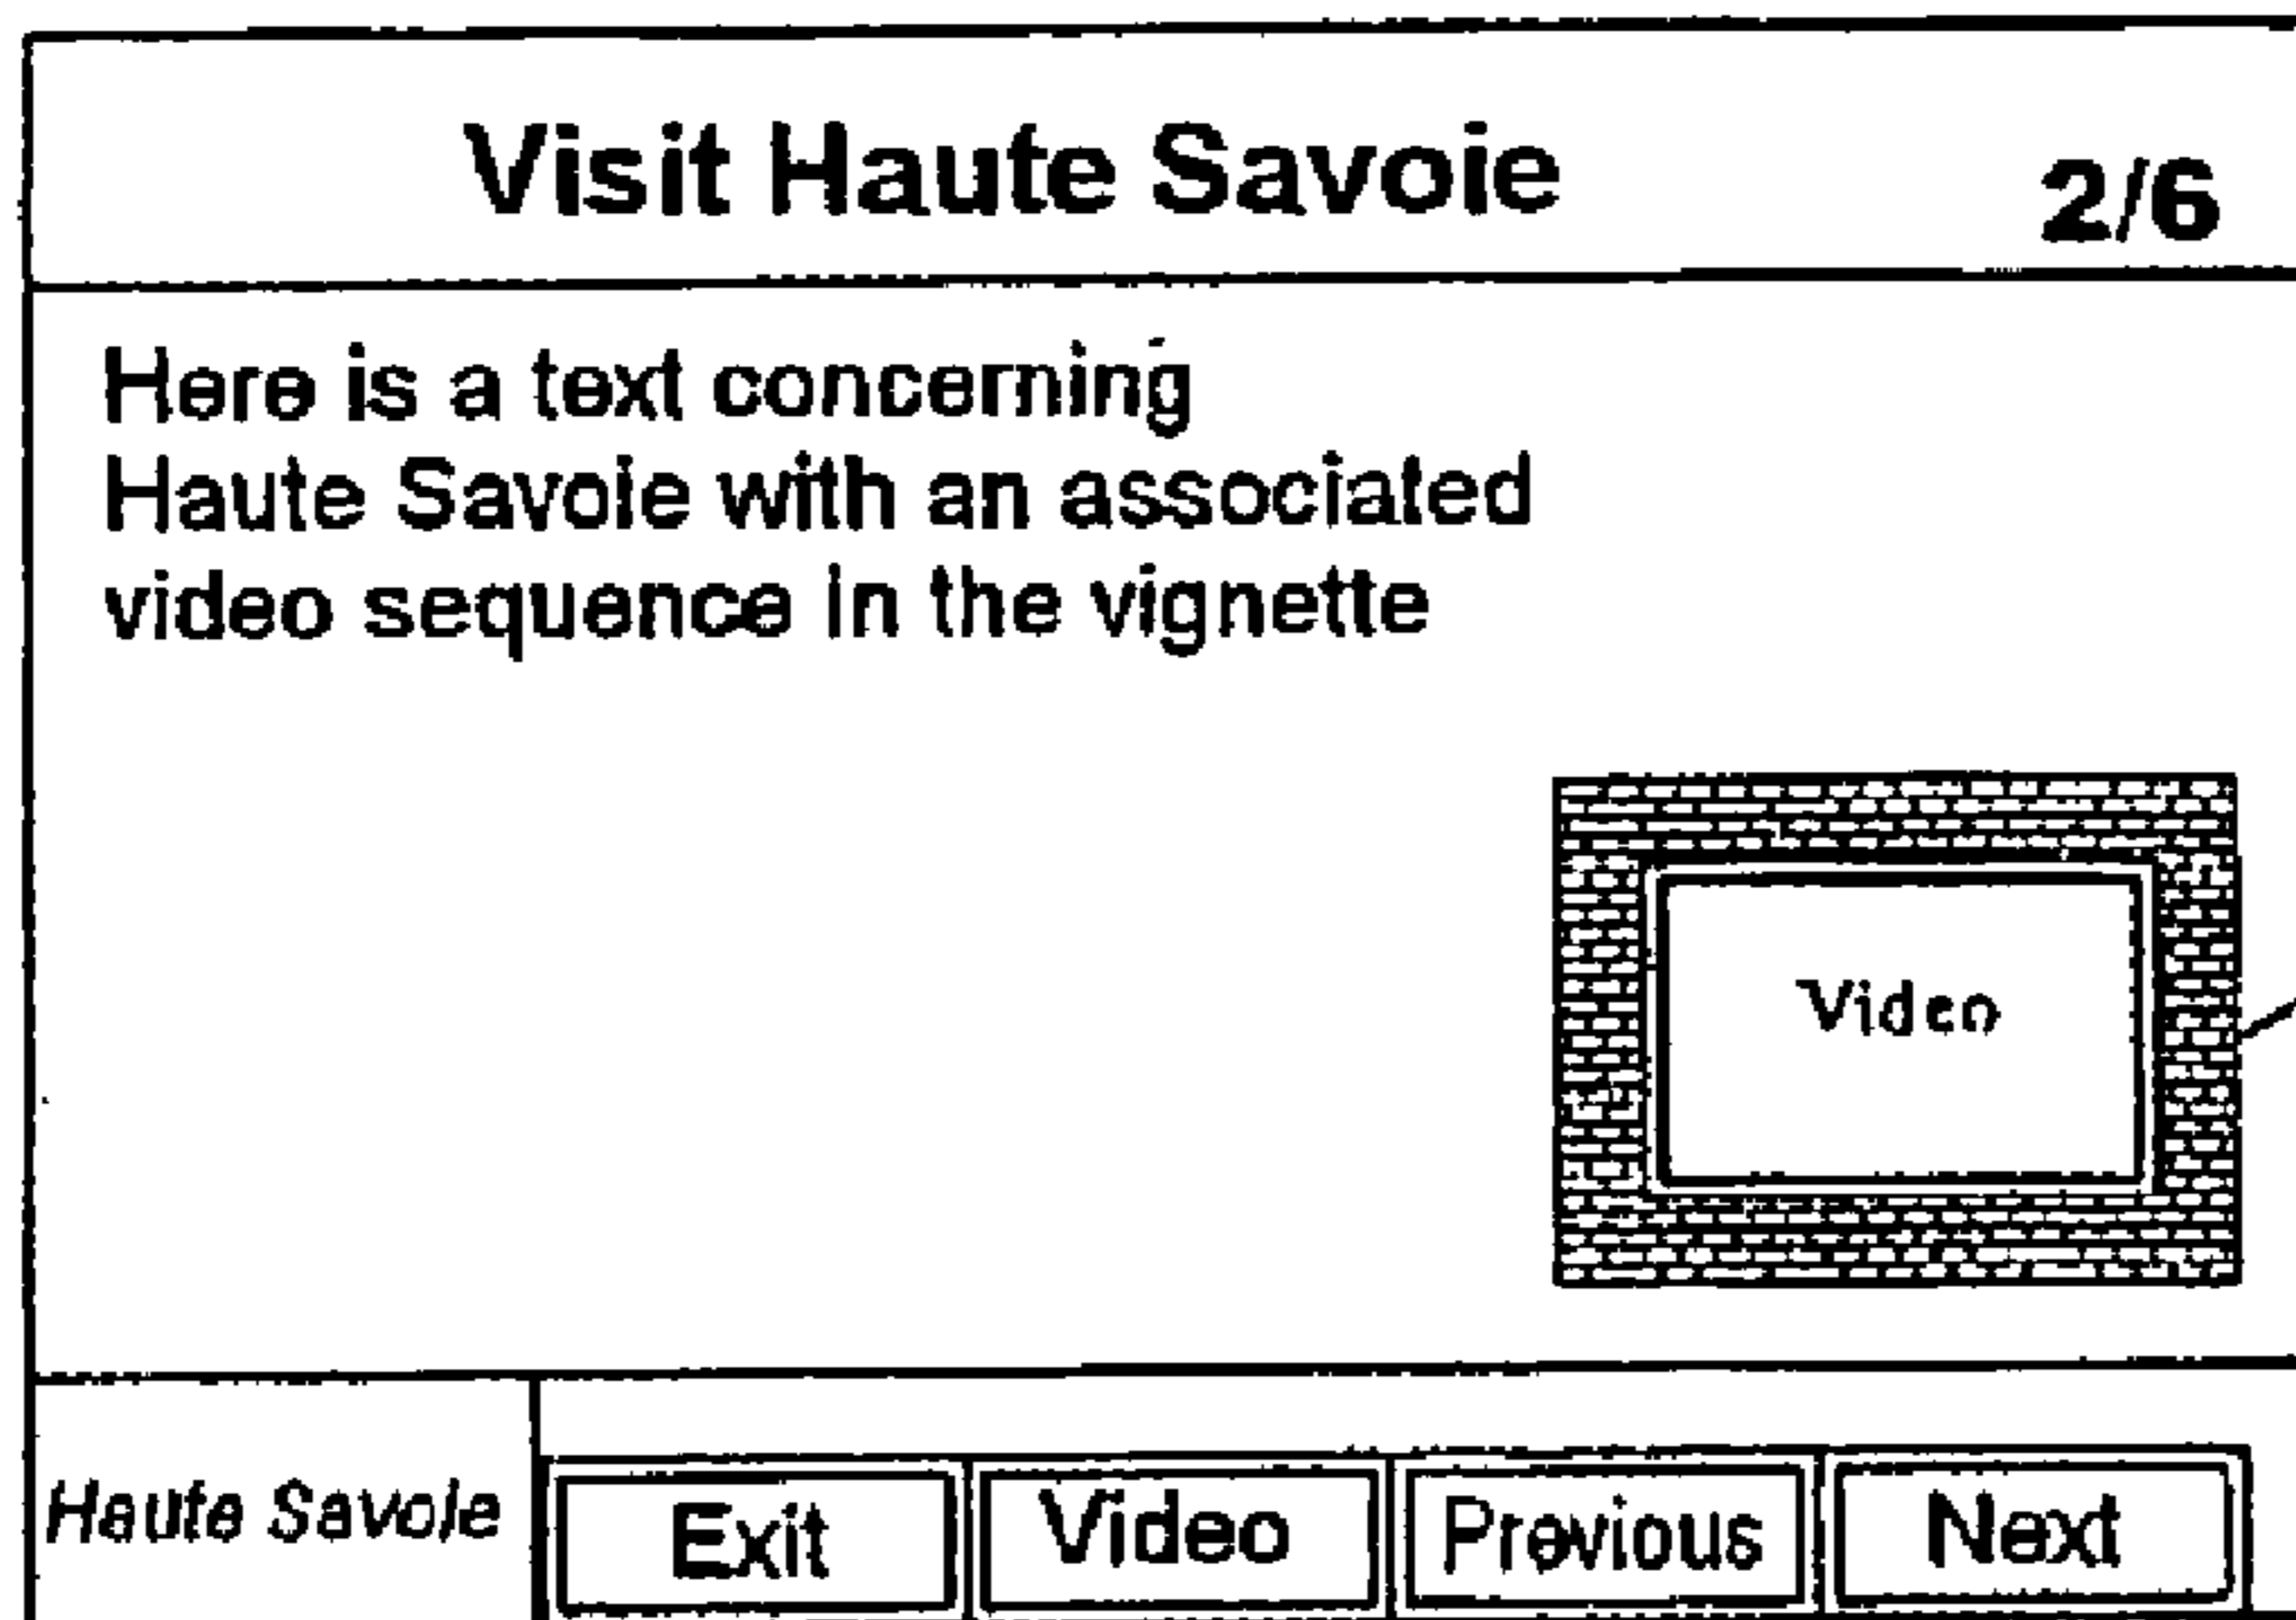 Visit Haute Savoie
2/6
Here is a text concerning
Haute Savoie with an associated
video sequence in the vignette
Video
Haute Savoie
Exit
Video
Previous
Next